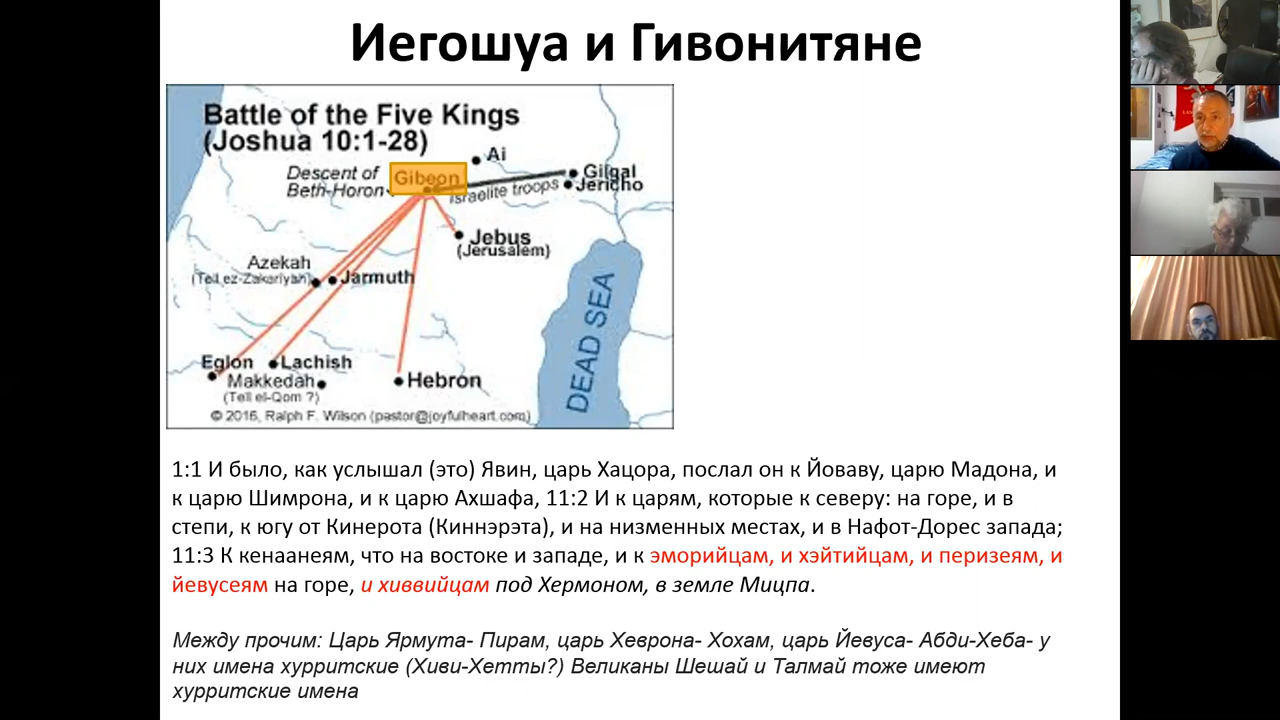 Иегошуа и Гивонитяне
Battle of the Five Kings
(Joshua 10:1-28)
Ai
Descent of
Beth-Horon
Gibeon
Gilgal
Israelite troops
Jericho
Jebus
(Jerusalem)
Azekah
(Tel ez-Zakariyah)
Jarmuth
DEAD SEA
Eglon
Lachish
Makkedah
(Tell el-Qom ?)
Hebron
© 2016, Ralph F. Wilson (pastor@joyfulheart.com)
1:1 И было, как услышал (это) Явин, царь Хацора, послал он к Йоваву, царю Мадона, и
к царю Шимрона, и к царю Ахшафа, 11:2 И к царям, которые к северу: на горе, и в
степи, к югу от Кинерота (Киннэрэта), и на низменных местах, и в Нафот-Дорес запада;
11:3 К кенаанеям, что на востоке и западе, и к эморийцам, и хэйтийцам, и перизеям, и
йевусеям на горе, и хиввийцам под Хермоном, в земле Мицпа.
Между прочим: Царь Ярмута- Пирам, царь Хеврона- Хохам, царь Йевуса- Абди-Хеба- у
них имена хурритские (Хиви-Хетты?) Великаны Шешай и Талмай тоже имеют
хурритские имена